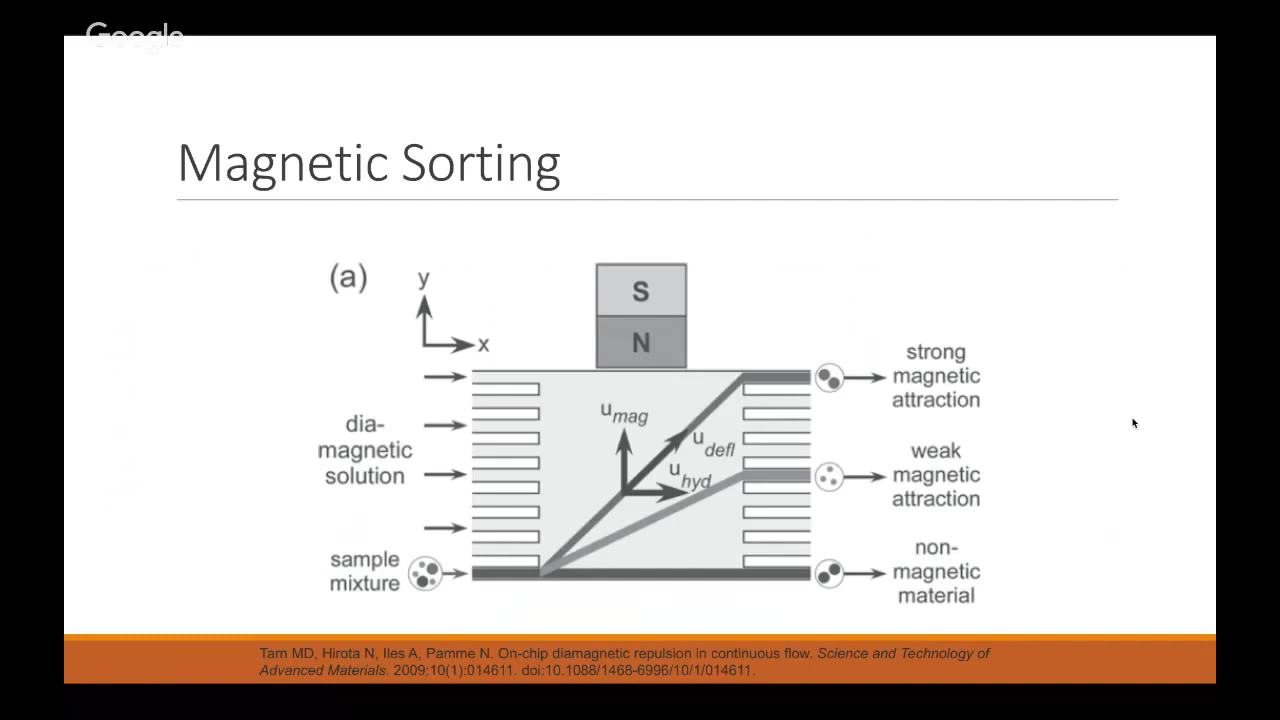 Google
Magnetic Sorting
(a)
y
x
S
N
dia-
magnetic
solution
sample
mixture
u mag
u defl
u hyd
strong
magnetic
attraction
weak
magnetic
attraction
non-
magnetic
material
Tarn MD, Hirota N, Iles A, Pamme N. On-chip diamagnetic repulsion in continuous flow. Science and Technology of
Advanced Materials. 2009;10(1):014611. doi:10.1088/1468-6996/10/1/014611.